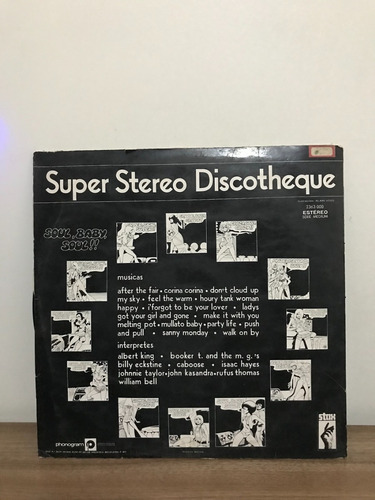 Super Stereo Discotheque
2363 000
ESTEREO
SOUL, BABY,
SOUL!!
musicas
after the fair • corina corina • don't cloud up
my sky • feel the warm • houry tank woman
happy • i'forgot to be your lover • ladys
got your girl and gone • make it with you
melting pot • mullato baby • party life • push
and pull • sanny monday • walk on by
interpretes
albert king • booker t. and the m. g.'s
billy eckstine • caboose • isaac hayes
johnnie taylor • john kasandra • rufus thomas
william bell
phonogram
stax